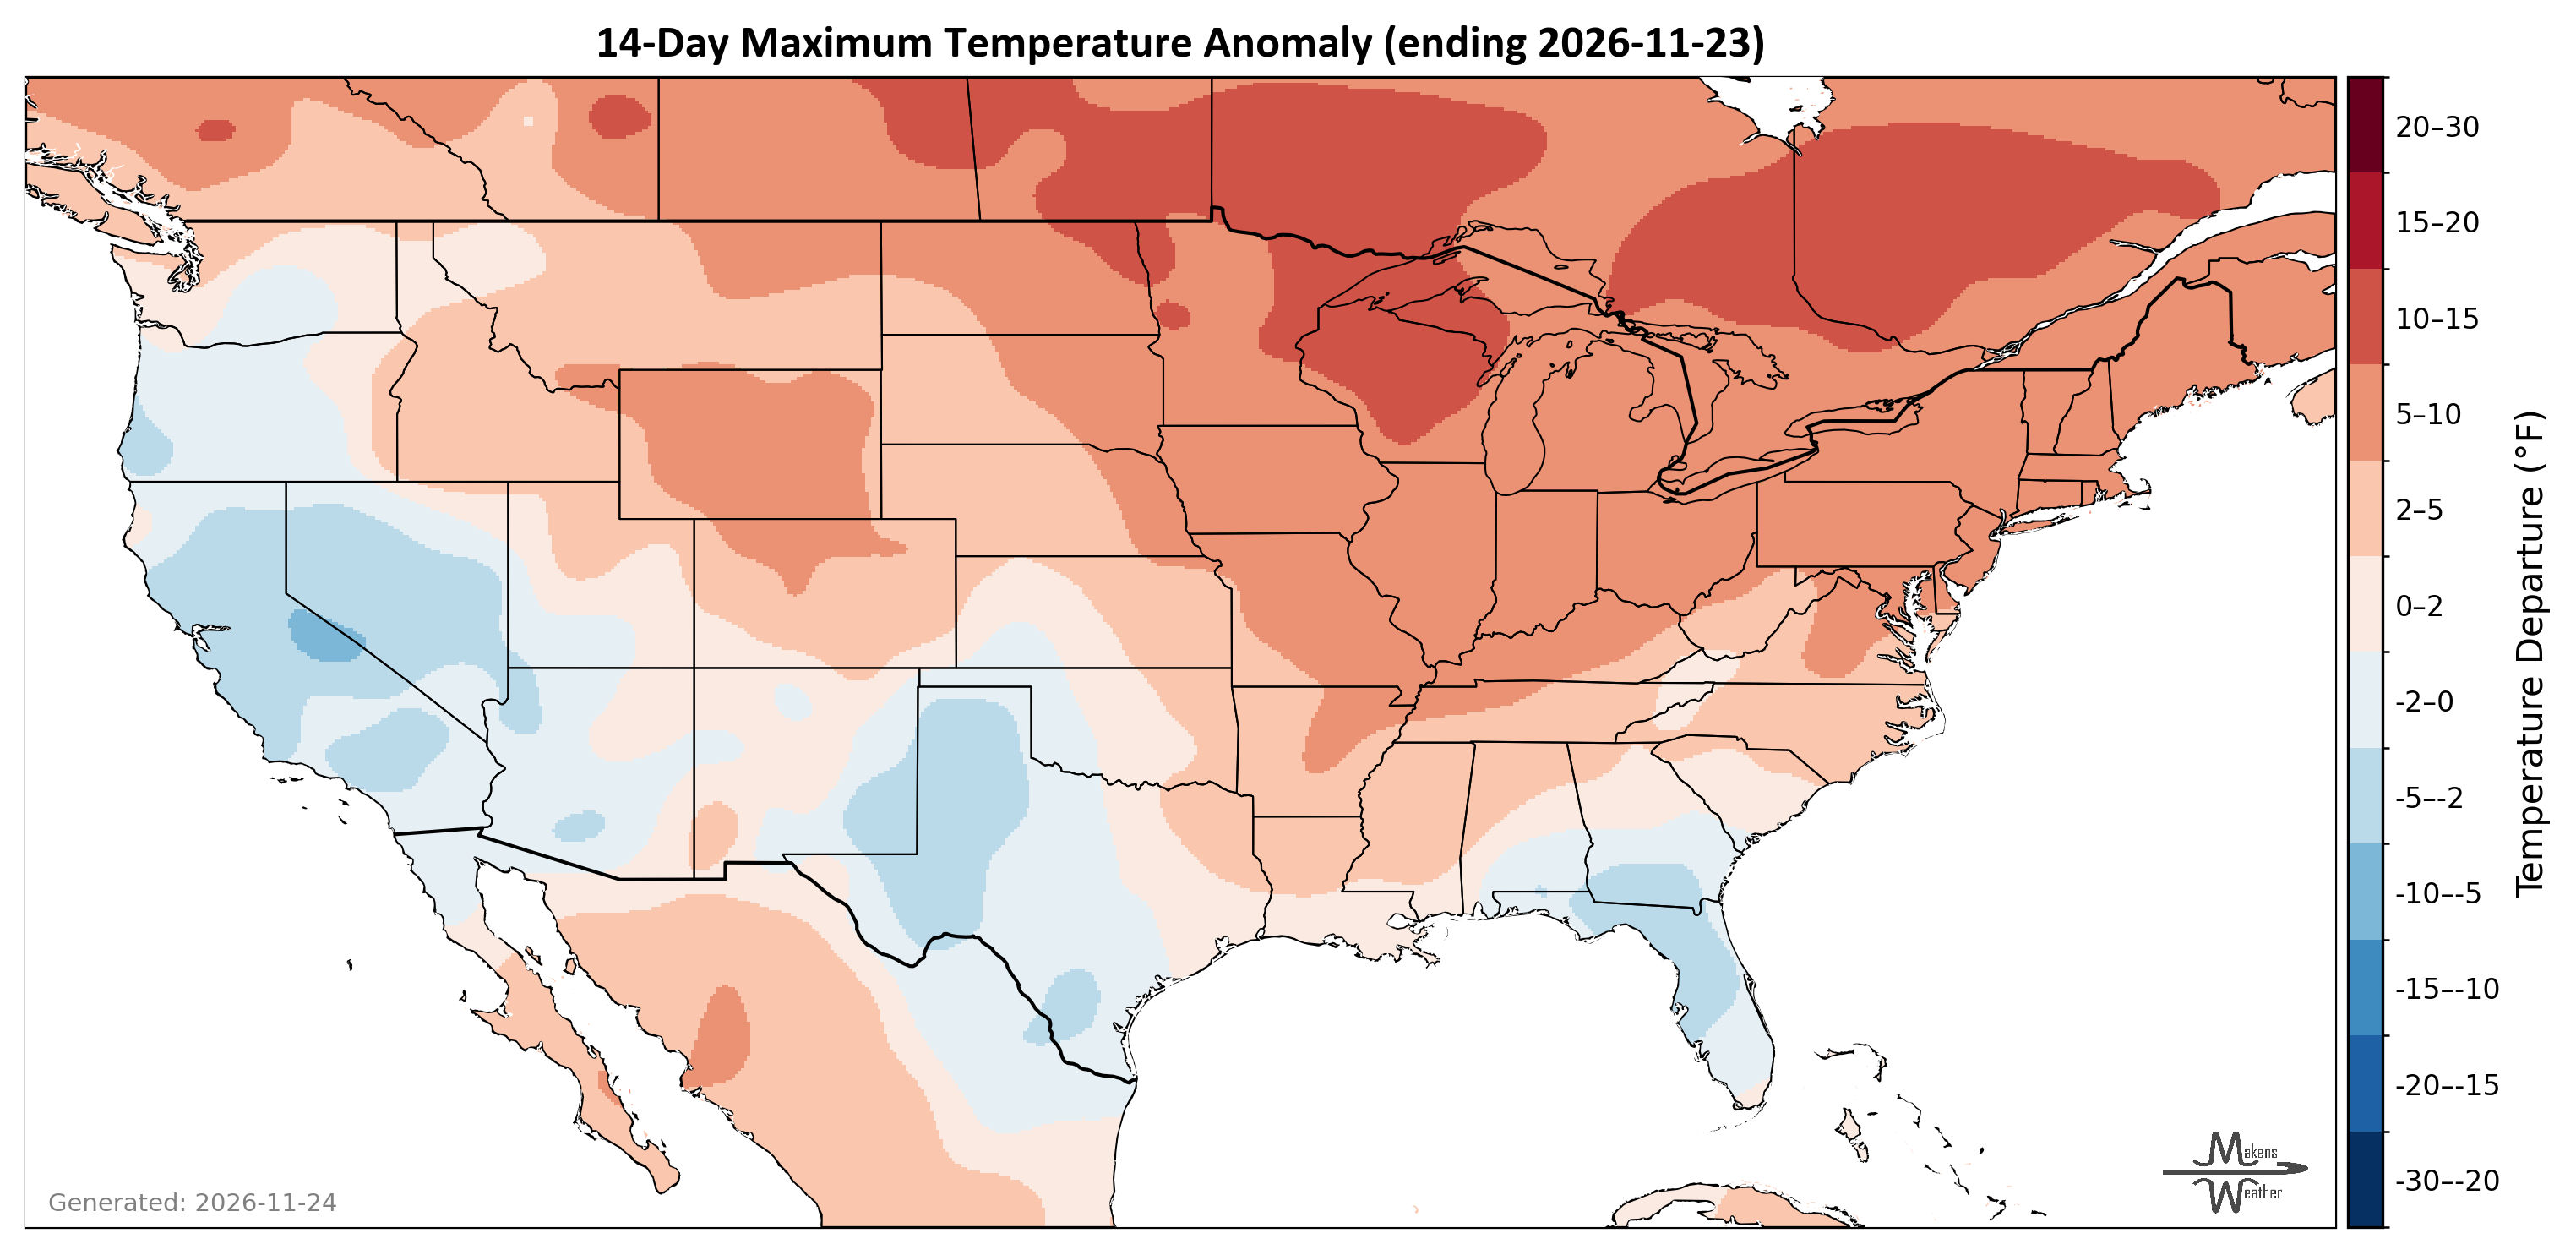 14-Day Maximum Temperature Anomaly (ending 2026-11-23)
20–30
15–20
10–15
5–10
2–5
0–2
-2–0
-5–-2
-10–-5
-15–-10
-20–-15
-30–-20
Temperature Departure (°F)
Generated: 2026-11-24
Makens
Weather